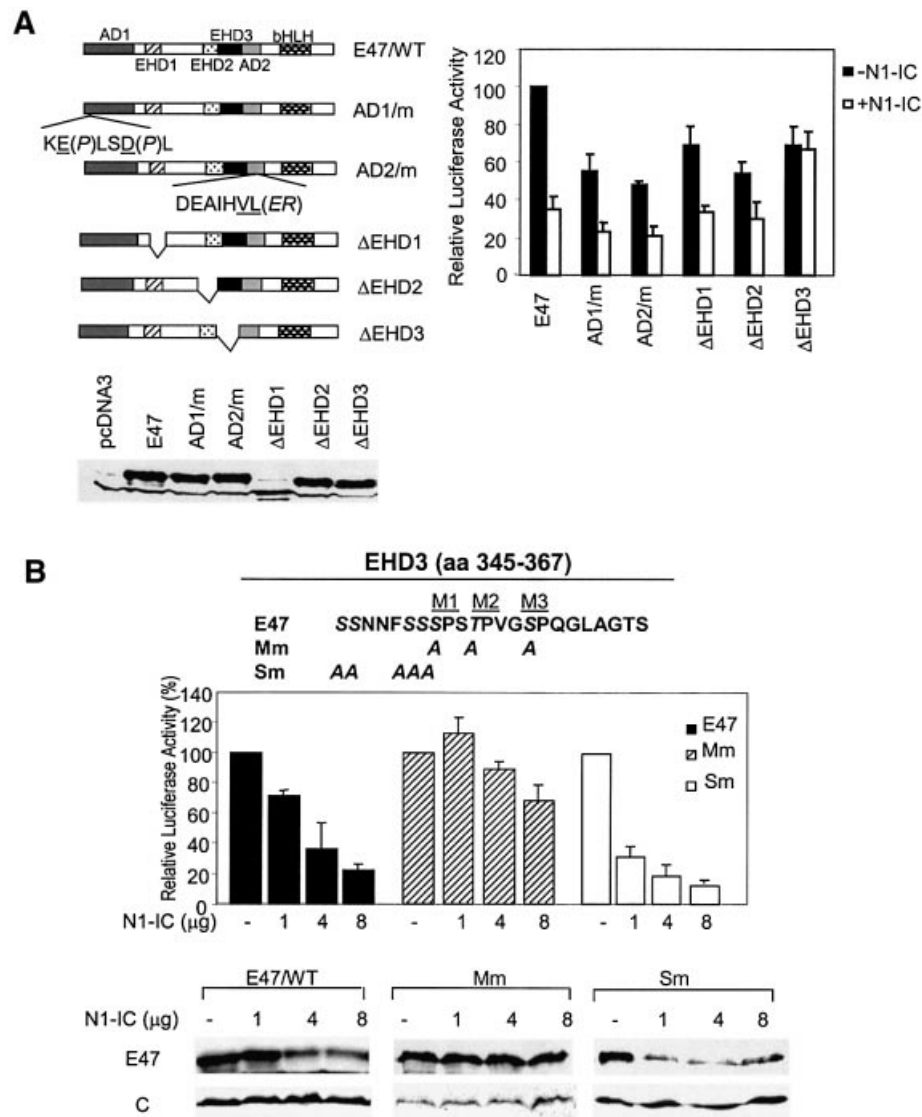 A
AD1 EHD3 bHLH
E47/WT
EHD1 EHD2 AD2
AD1/m
KE(P)LSD(P)L
AD2/m
DEAIHVL(ER)
ΔEHD1
ΔEHD2
ΔEHD3
pcDNA3 E47 AD1/m AD2/m ΔEHD1 ΔEHD2 ΔEHD3
Relative Luciferase Activity
120
100
80
60
40
20
0
-N1-IC
+N1-IC
E47 AD1/m AD2/m ΔEHD1 ΔEHD2 ΔEHD3
B
EHD3 (aa 345-367)
M1 M2 M3
E47 SSNNFSSSPSTPVGSPQGLAGTS
Mm A A A
Sm AA AAA
Relative Luciferase Activity (%)
140
120
100
80
60
40
20
0
E47
Mm
Sm
N1-IC (μg) - 1 4 8 - 1 4 8 - 1 4 8
E47/WT Mm Sm
N1-IC (μg) - 1 4 8 - 1 4 8 - 1 4 8
E47
C